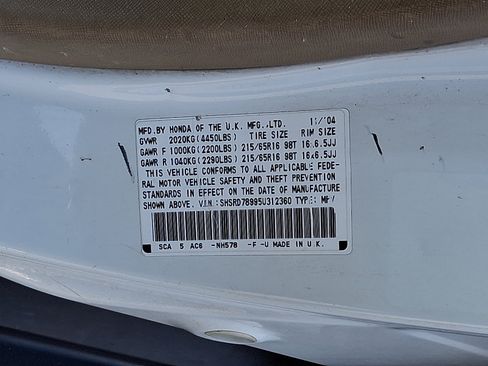 MFD.BY HONDA OF THE U.K. MFG.,LTD. 04
GVWR 2020KG(4450LBS) TIRE SIZE RIM SIZE
GAWR F 1000KG(2200LBS) 215/65R16 98T 16x6.5JJ
GAWR R 1040KG(2290LBS) 215/65R16 98T 16x6.5JJ
THIS VEHICLE CONFORMS TO ALL APPLICABLE FEDE-
RAL MOTOR VEHICLE SAFETY AND THEFT PREVENTION
STANDARDS IN EFFECT ON THE DATE OF MANUFACTURE
SHOWN ABOVE. V.I.N.: SHSRD78995U312360 TYPE: MPV
SCA 5 AC6 -NH578 -F -U MADE IN U.K.